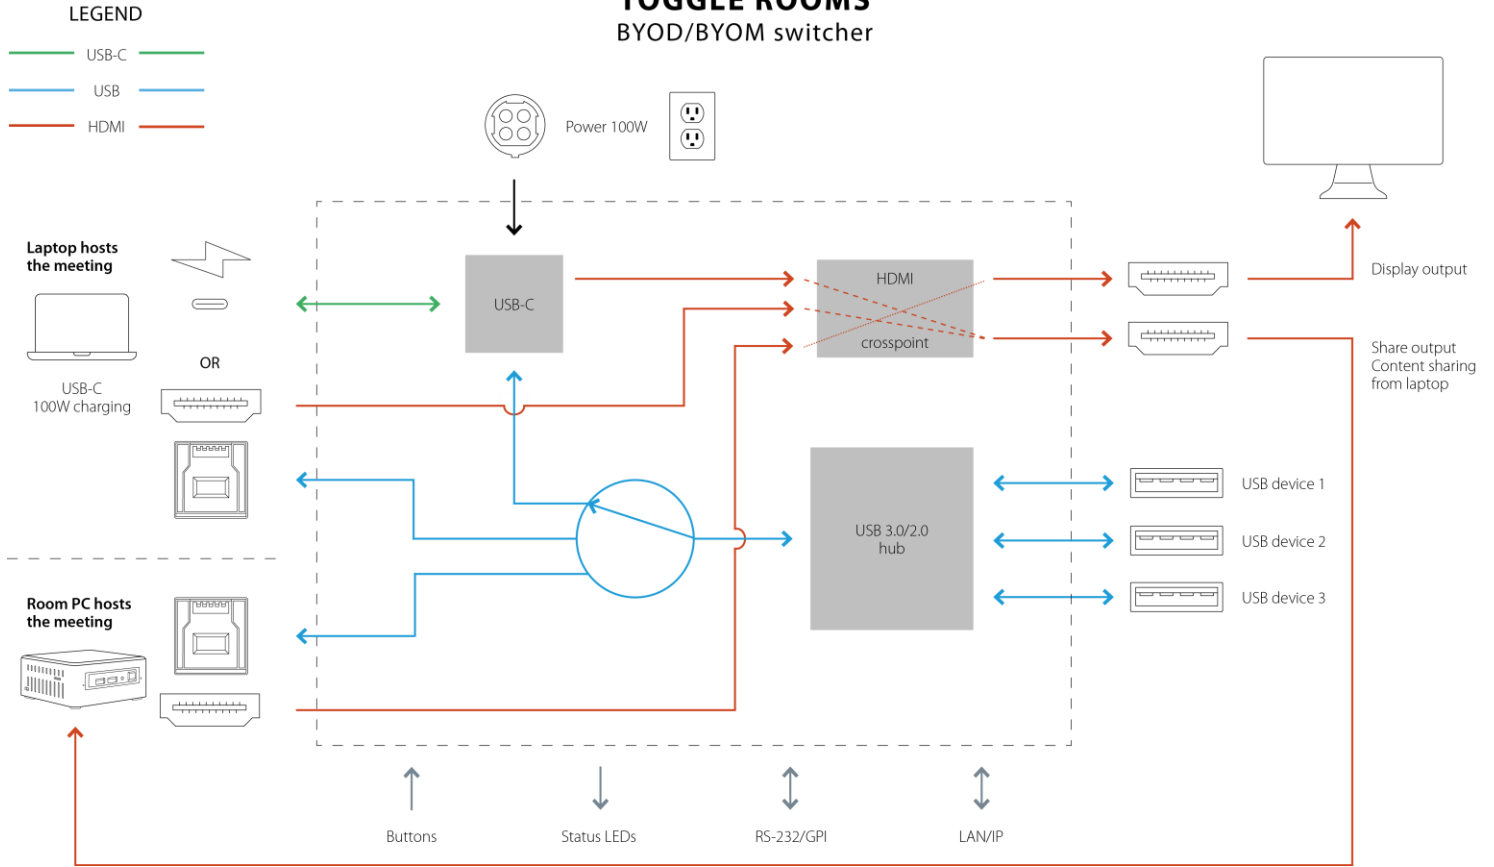 LEGEND
USB-C
USB
HDMI
TOGGLE ROOMS
BYOD/BYOM switcher
Power 100W
Laptop hosts
the meeting
OR
USB-C
100W charging
Room PC hosts
the meeting
USB-C
HDMI
crosspoint
USB 3.0/2.0
hub
Display output
Share output
Content sharing
from laptop
USB device 1
USB device 2
USB device 3
Buttons
Status LEDs
RS-232/GPI
LAN/IP